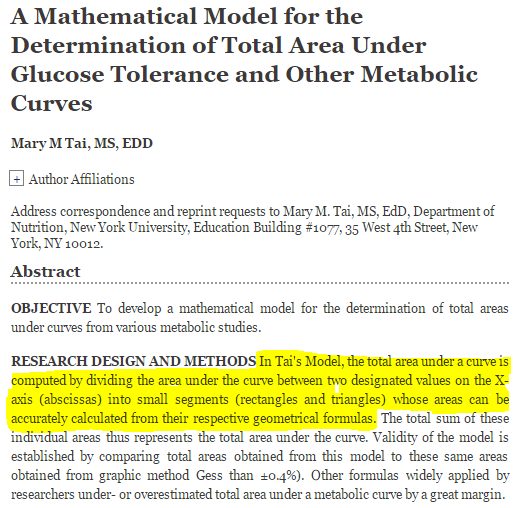 A Mathematical Model for the
Determination of Total Area Under
Glucose Tolerance and Other Metabolic
Curves
Mary M Tai, MS, EDD
+ Author Affiliations
Address correspondence and reprint requests to Mary M. Tai, MS, EdD, Department of
Nutrition, New York University, Education Building #1077, 35 West 4th Street, New
York, NY 10012.
Abstract
OBJECTIVE To develop a mathematical model for the determination of total areas
under curves from various metabolic studies.
RESEARCH DESIGN AND METHODS In Tai's Model, the total area under a curve is
computed by dividing the area under the curve between two designated values on the X-
axis (abscissas) into small segments (rectangles and triangles) whose areas can be
accurately calculated from their respective geometrical formulas. The total sum of these
individual areas thus represents the total area under the curve. Validity of the model is
established by comparing total areas obtained from this model to these same areas
obtained from graphic method Gess than ±0.4%). Other formulas widely applied by
researchers under- or overestimated total area under a metabolic curve by a great margin.